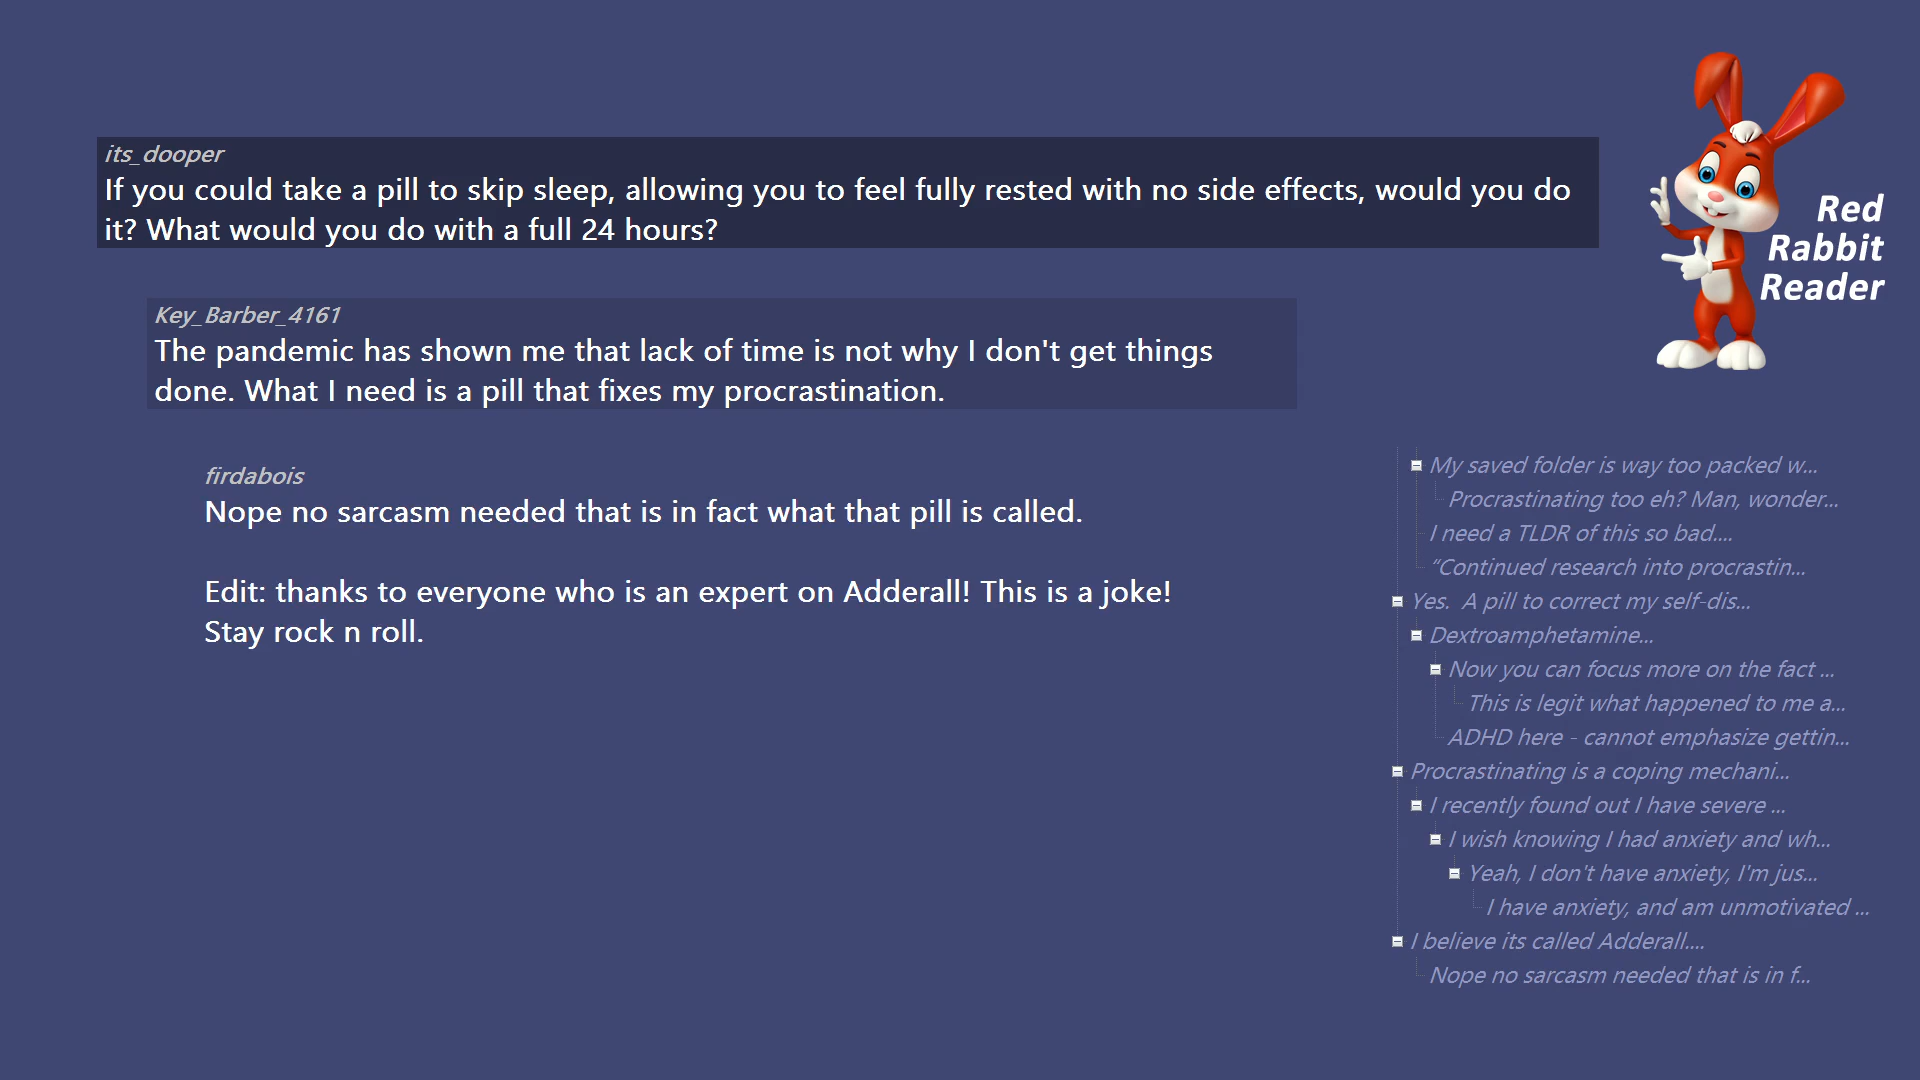 its_dooper
If you could take a pill to skip sleep, allowing you to feel fully rested with no side effects, would you do
it? What would you do with a full 24 hours?
Red
Rabbit
Reader
Key_Barber_4161
The pandemic has shown me that lack of time is not why I don't get things
done. What I need is a pill that fixes my procrastination.
firdabois
Nope no sarcasm needed that is in fact what that pill is called.
Edit: thanks to everyone who is an expert on Adderall! This is a joke!
Stay rock n roll.
My saved folder is way too packed w...
Procrastinating too eh? Man, wonder...
I need a TLDR of this so bad....
“Continued research into procrastin...
Yes.  A pill to correct my self-dis...
Dextroamphetamine...
Now you can focus more on the fact ...
This is legit what happened to me a...
ADHD here - cannot emphasize gettin...
Procrastinating is a coping mechani...
I recently found out I have severe ...
I wish knowing I had anxiety and wh...
Yeah, I don't have anxiety, I'm jus...
I have anxiety, and am unmotivated ...
I believe its called Adderall....
Nope no sarcasm needed that is in f...